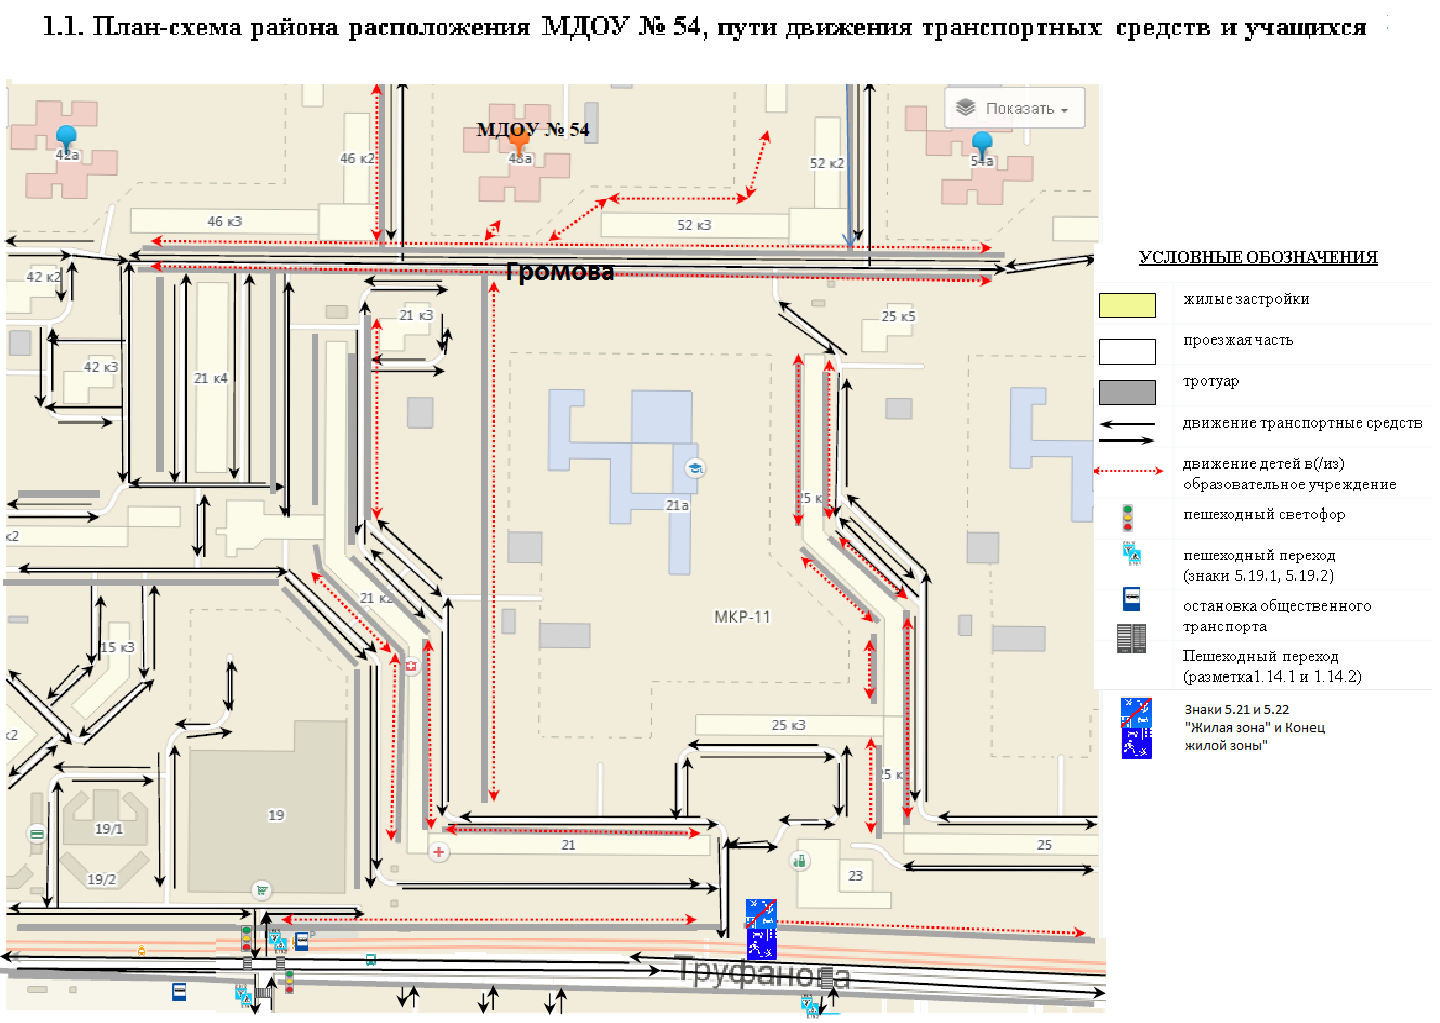 1.1. План-схема района расположения МДОУ № 54, пути движения транспортных средств и учащихся
Показать
МДОУ № 54
42а
46 к2
48а
52 к2
54а
46 к3
52 к3
Громова
42 к2
21 к3
25 к5
42 к3
21 к4
21а
к2
21 к2
МКР-11
15 к3
25 к3
к2
19
19/1
21
25
19/2
23
Труфанова
УСЛОВНЫЕ ОБОЗНАЧЕНИЯ
жилые застройки
проезжая часть
тротуар
движение транспортные средств
движение детей в(/из)
образовательное учреждение
пешеходный светофор
пешеходный переход
(знаки 5.19.1, 5.19.2)
остановка общественного
транспорта
Пешеходный переход
(разметка1.14.1 и 1.14.2)
Знаки 5.21 и 5.22
"Жилая зона" и Конец
жилой зоны"